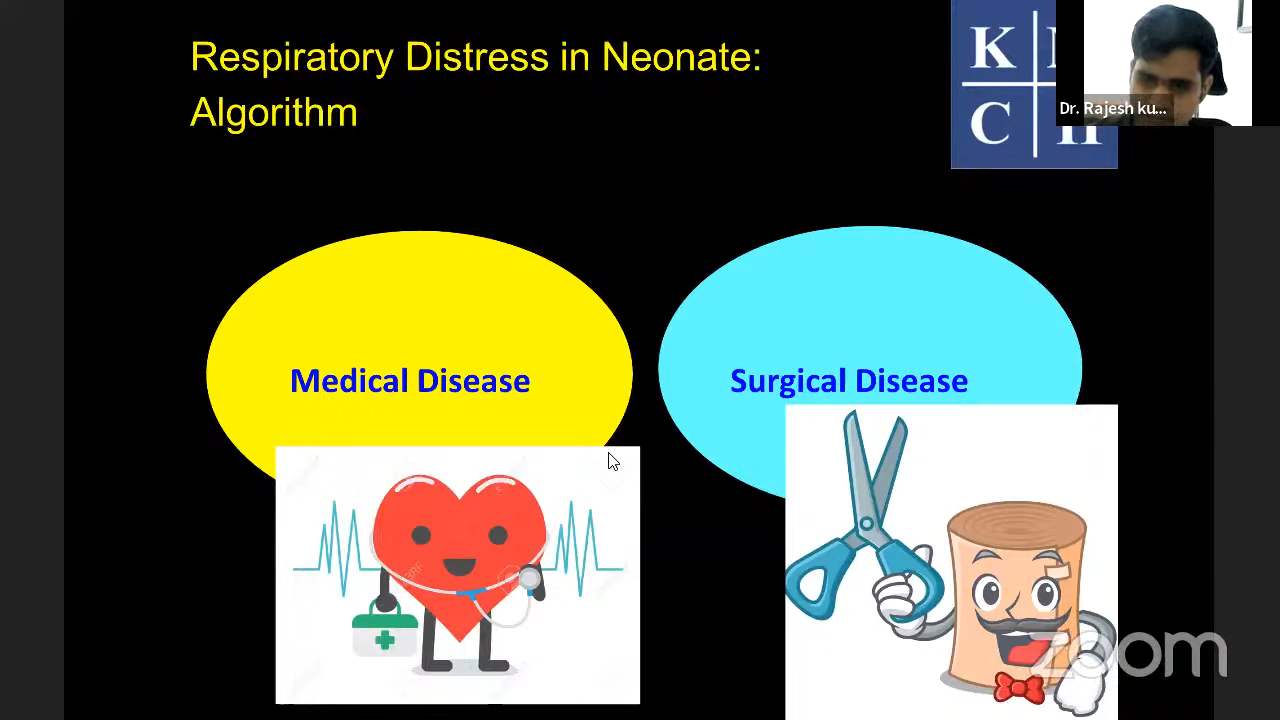 Respiratory Distress in Neonate:
Algorithm
K
C
Dr. Rajesh ku...
Medical Disease
Surgical Disease
zoom